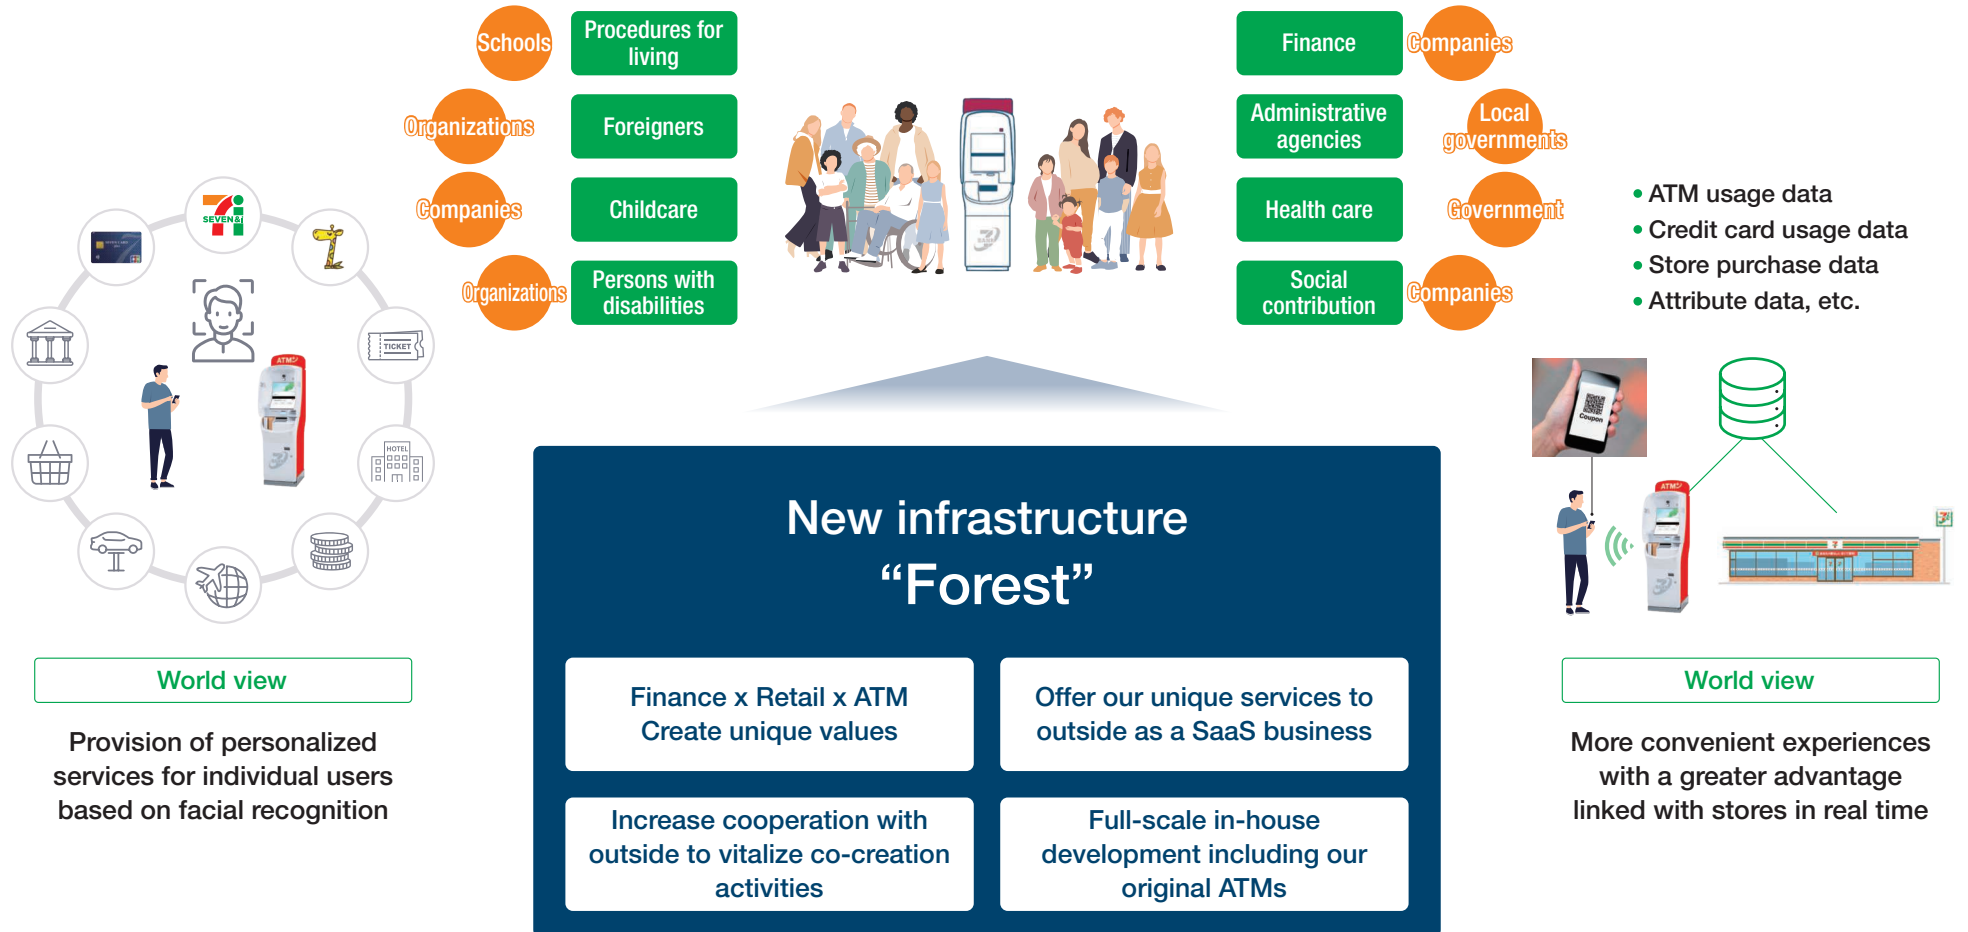 Schools
Procedures for
living
Organizations
Foreigners
Companies
Childcare
Organizations
Persons with
disabilities
Finance
Companies
Administrative
agencies
Local
governments
Health care
Government
Social
contribution
Companies
• ATM usage data
• Credit card usage data
• Store purchase data
• Attribute data, etc.
SEVEN&i
TICKET
HOTEL
ATM
BANK
Coupon
ATM
New infrastructure
“Forest”
Finance x Retail x ATM
Create unique values
Offer our unique services to
outside as a SaaS business
Increase cooperation with
outside to vitalize co-creation
activities
Full-scale in-house
development including our
original ATMs
World view
Provision of personalized
services for individual users
based on facial recognition
World view
More convenient experiences
with a greater advantage
linked with stores in real time